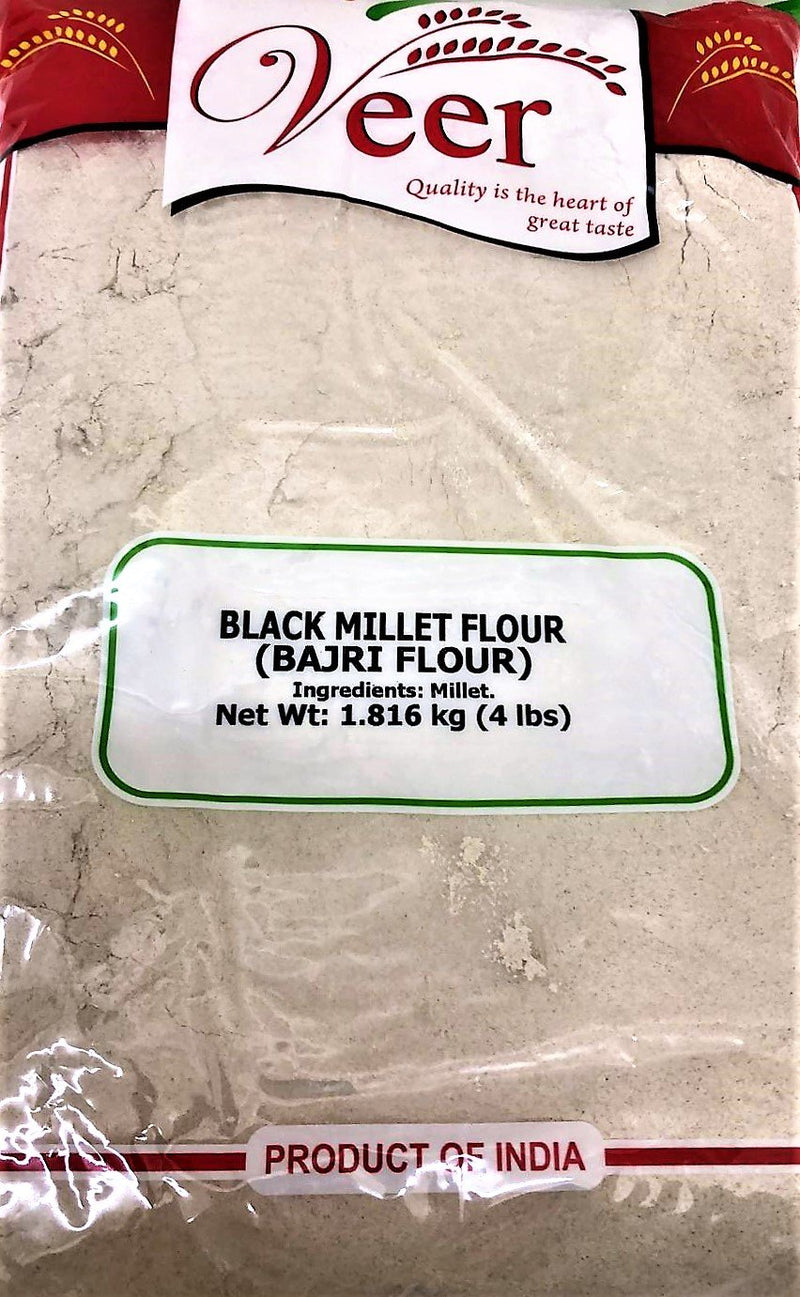 Veer
Quality is the heart of
great taste
BLACK MILLET FLOUR
(BAJRI FLOUR)
Ingredients: Millet.
Net Wt: 1.816 kg (4 lbs)
PRODUCT OF INDIA